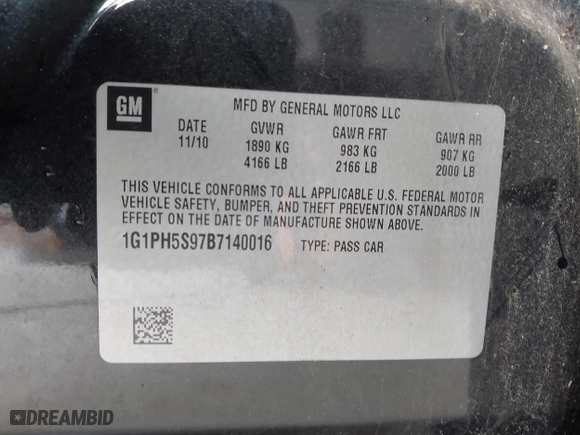 GM
MFD BY GENERAL MOTORS LLC
DATE GVWR GAWR FRT GAWR RR
11/10 1890 KG 983 KG 907 KG
4166 LB 2166 LB 2000 LB
THIS VEHICLE CONFORMS TO ALL APPLICABLE U.S. FEDERAL MOTOR
VEHICLE SAFETY, BUMPER, AND THEFT PREVENTION STANDARDS IN
EFFECT ON THE DATE OF MANUFACTURE SHOWN ABOVE.
1G1PH5S97B7140016 TYPE: PASS CAR
DREAMBID